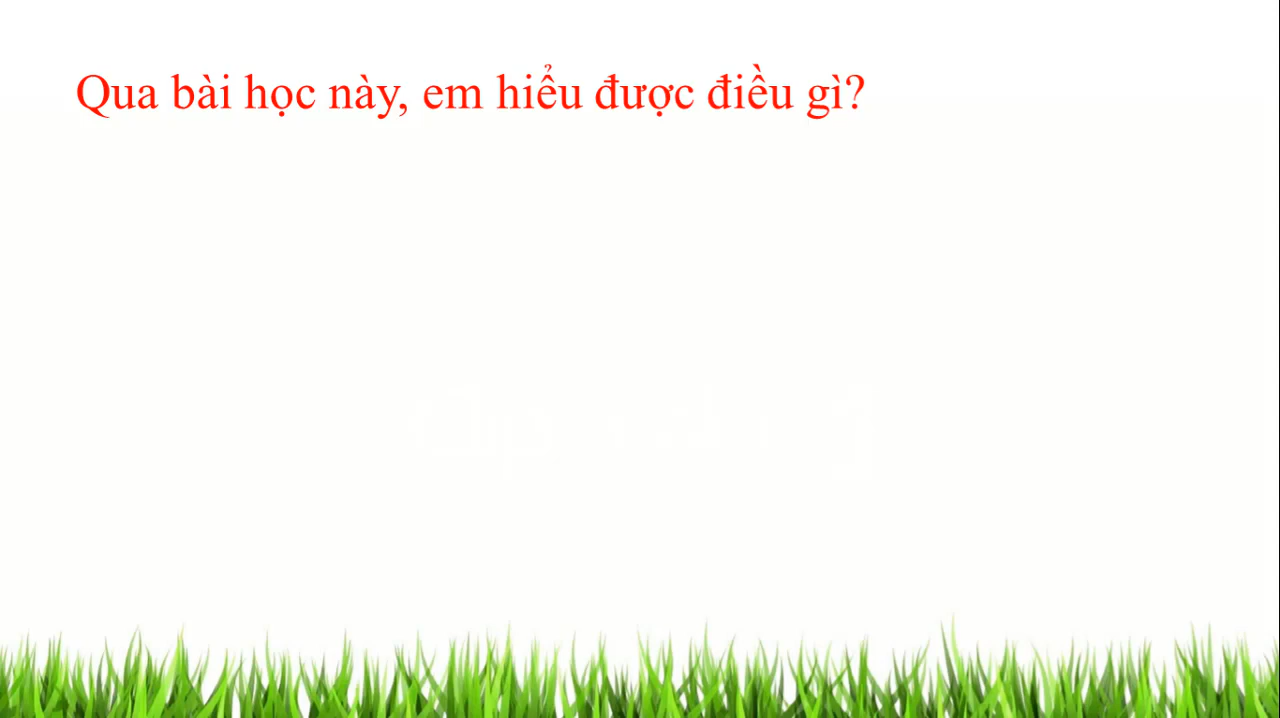 Qua bài học này, em hiểu được điều gì?